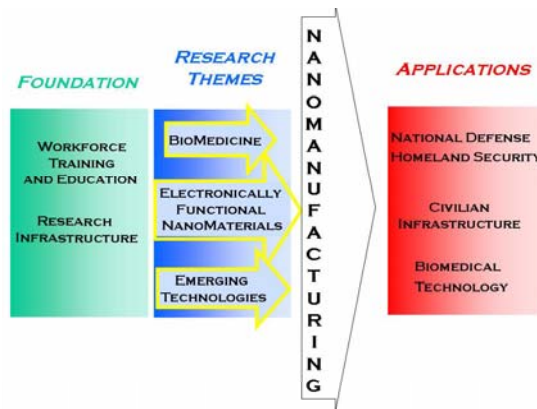 FOUNDATION
WORKFORCE
TRAINING
AND EDUCATION
RESEARCH
INFRASTRUCTURE
RESEARCH
THEMES
BIOMEDICINE
ELECTRONICALLY
FUNCTIONAL
NANOMATERIALS
EMERGING
TECHNOLOGIES
NANOMANUFACTURING
APPLICATIONS
NATIONAL DEFENSE
HOMELAND SECURITY
CIVILIAN
INFRASTRUCTURE
BIOMEDICAL
TECHNOLOGY